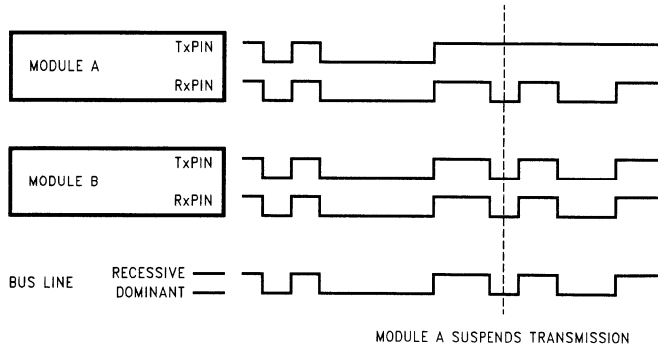 TxPIN
MODULE A
RxPIN
TxPIN
MODULE B
RxPIN
BUS LINE
RECESSIVE
DOMINANT
MODULE A SUSPENDS TRANSMISSION